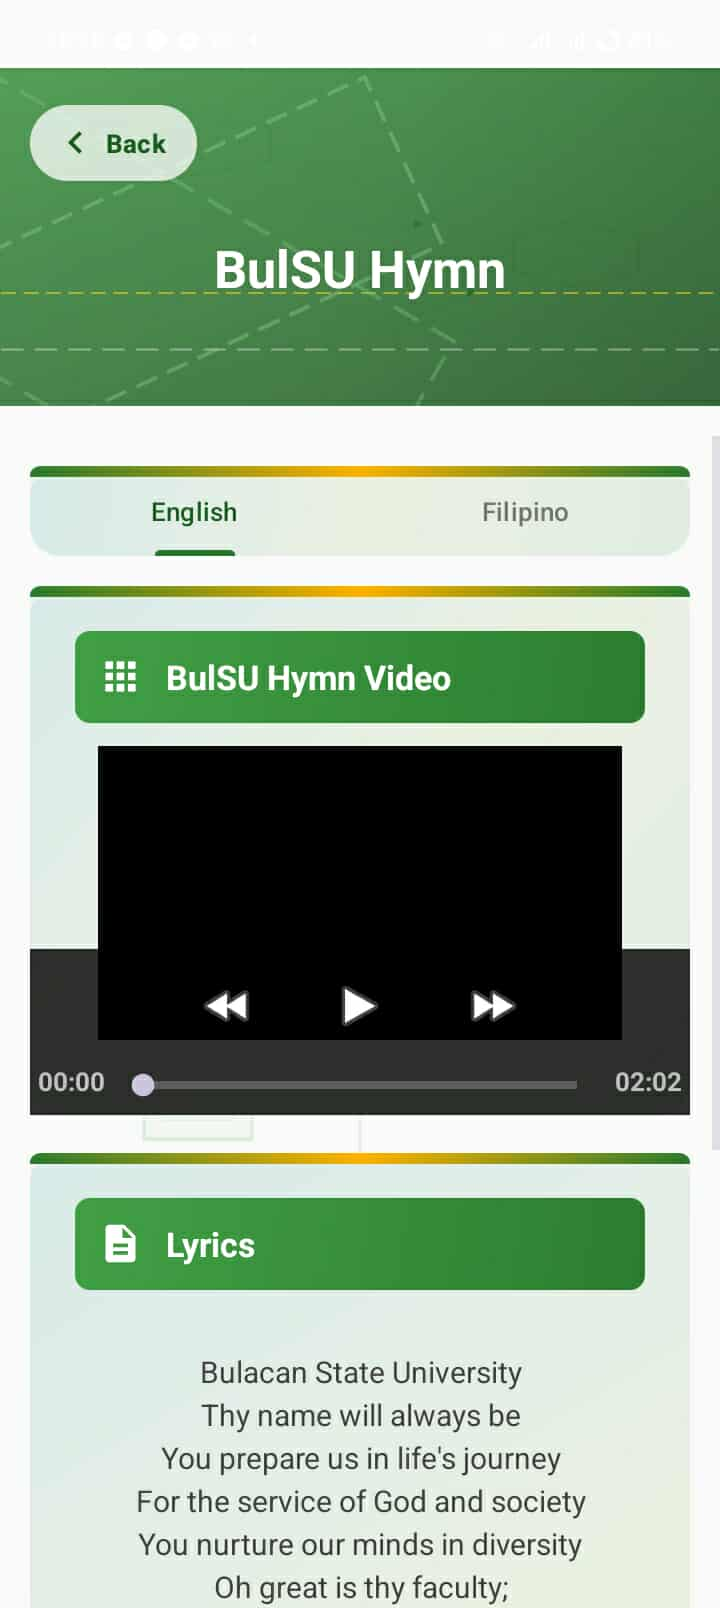 Back
BulSU Hymn
English
Filipino
BulSU Hymn Video
00:00
02:02
Lyrics
Bulacan State University
Thy name will always be
You prepare us in life's journey
For the service of God and society
You nurture our minds in diversity
Oh great is thy faculty;